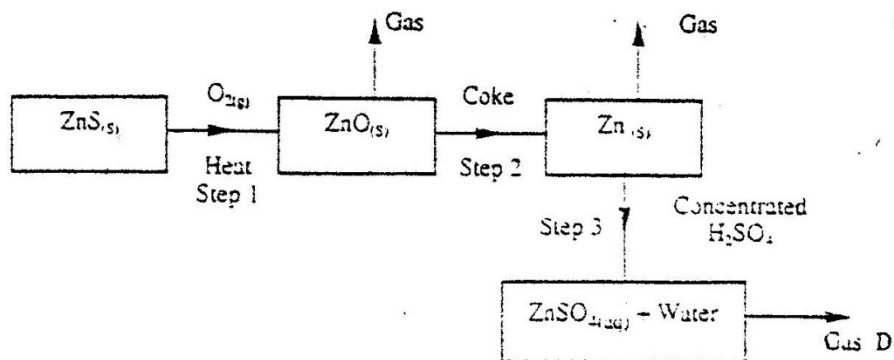 Gas Gas
O₂₍g₎ Coke
ZnS(s) ZnO(s) Zn (s)
Heat Step 2
Step 1
Step 3 Concentrated
H₂SO₄
ZnSO₄(aq) + Water
Gas D